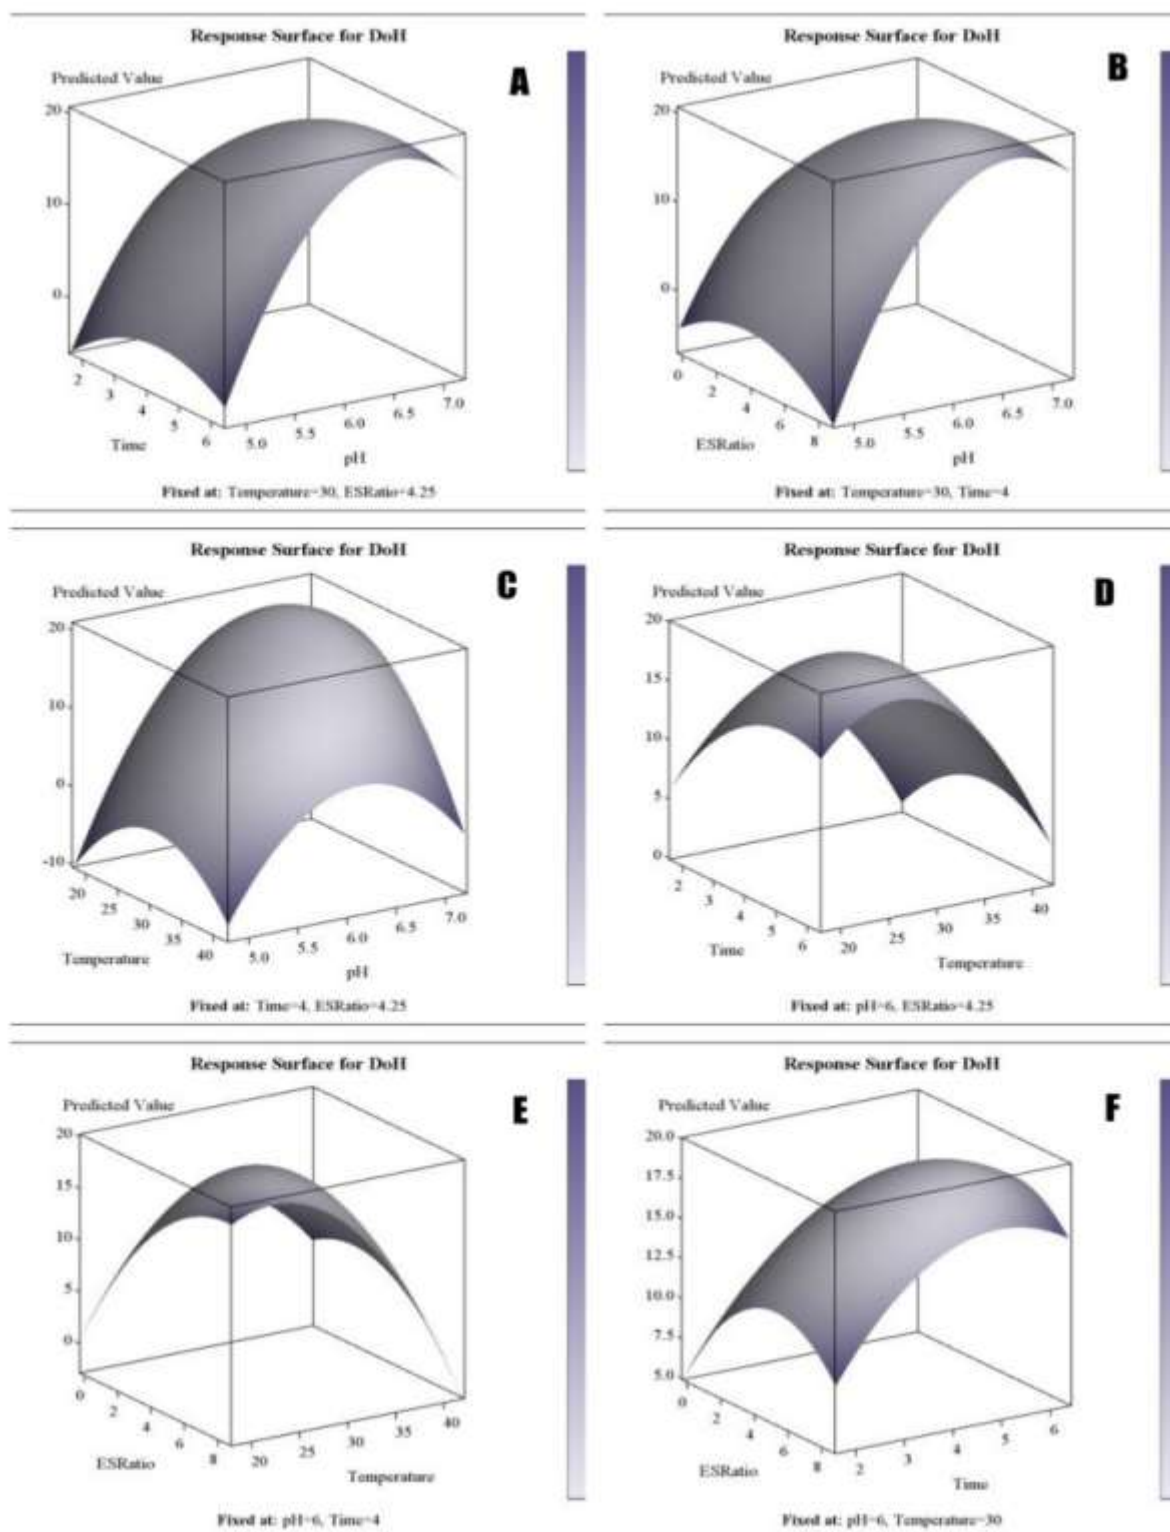 Response Surface for DoH
Predicted Value
A
20
10
0
2
3
4
5
6
Time
5.0
5.5
6.0
6.5
7.0
pH
Fixed at: Temperature=30, ESRatio=4.25
Response Surface for DoH
Predicted Value
B
20
10
0
0
2
4
6
8
ESRatio
5.0
5.5
6.0
6.5
7.0
pH
Fixed at: Temperature=30, Time=4
Response Surface for DoH
Predicted Value
C
20
10
0
-10
20
25
30
35
40
Temperature
5.0
5.5
6.0
6.5
7.0
pH
Fixed at: Time=4, ESRatio=4.25
Response Surface for DoH
Predicted Value
D
20
15
10
5
0
2
3
4
5
6
Time
20
25
30
35
40
Temperature
Fixed at: pH=6, ESRatio=4.25
Response Surface for DoH
Predicted Value
E
20
15
10
5
0
0
2
4
6
8
ESRatio
20
25
30
35
40
Temperature
Fixed at: pH=6, Time=4
Response Surface for DoH
Predicted Value
F
20.0
17.5
15.0
12.5
10.0
7.5
5.0
0
2
4
6
8
ESRatio
2
3
4
5
6
Time
Fixed at: pH=6, Temperature=30